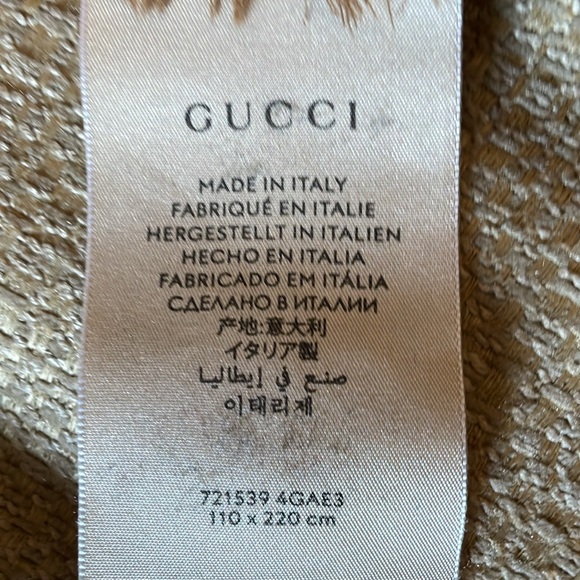 GUCCI
MADE IN ITALY
FABRIQUÉ EN ITALIE
HERGESTELLT IN ITALIEN
HECHO EN ITALIA
FABRICADO EM ITÁLIA
СДЕЛАНО В ИТАЛИИ
产地:意大利
イタリア製
صنع في إيطاليا
이태리제
721539 4GAE3
110 x 220 cm